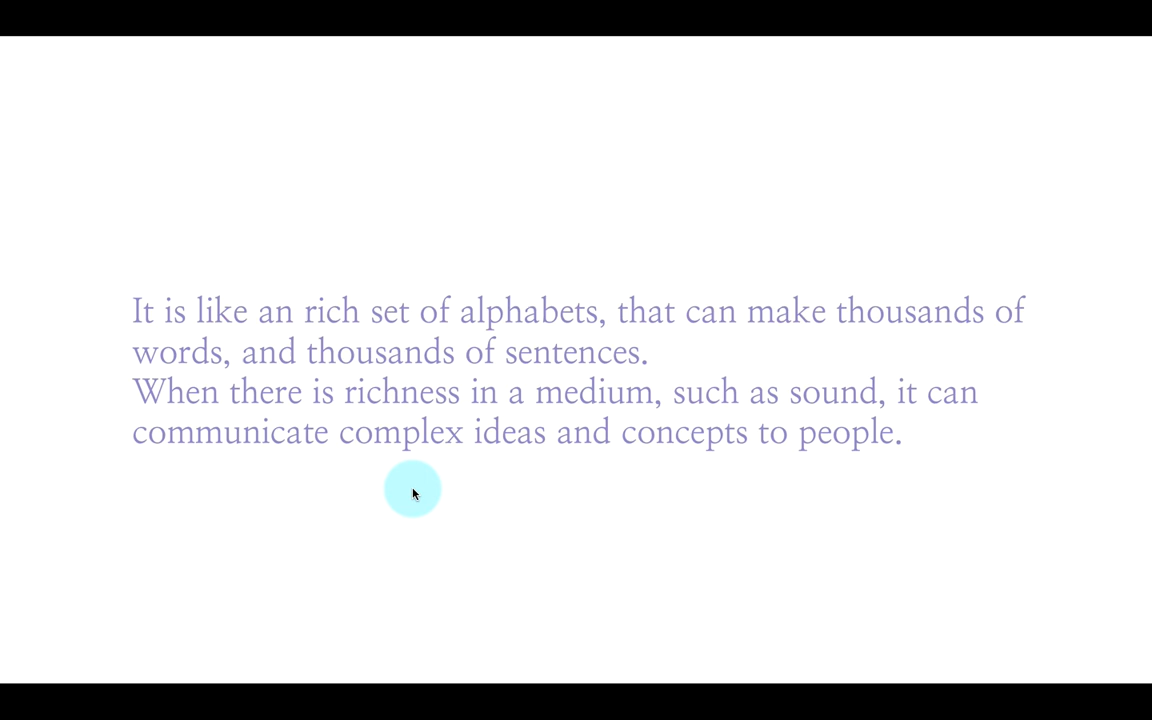 It is like an rich set of alphabets, that can make thousands of
words, and thousands of sentences.
When there is richness in a medium, such as sound, it can
communicate complex ideas and concepts to people.